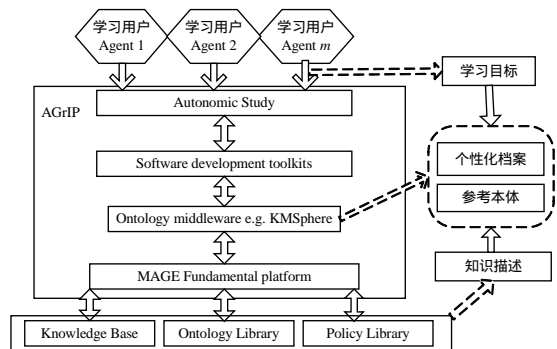 学习用户
Agent 1
学习用户
Agent 2
学习用户
Agent m
学习目标
AGrIP
Autonomic Study
Software development toolkits
个性化档案
参考本体
Ontology middleware e.g. KMSphere
MAGE Fundamental platform
知识描述
Knowledge Base
Ontology Library
Policy Library